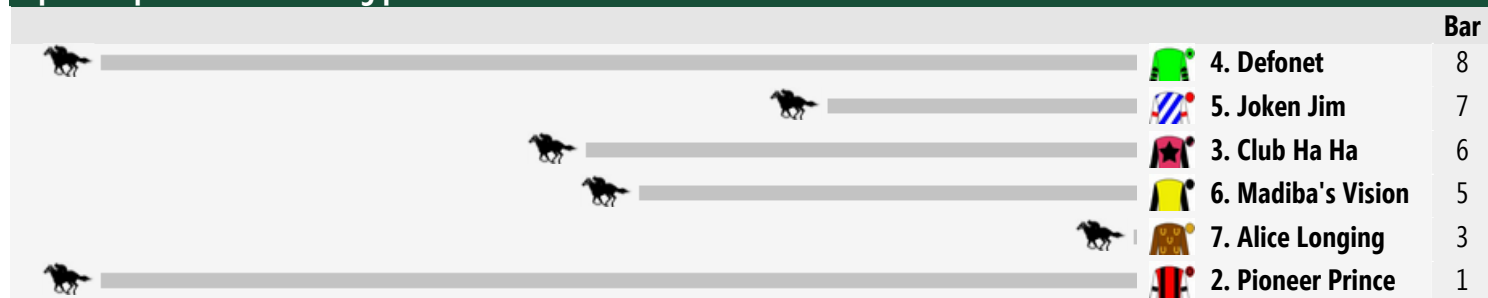 Bar
4. Defonet 8
5. Joken Jim 7
3. Club Ha Ha 6
6. Madiba's Vision 5
7. Alice Longing 3
2. Pioneer Prince 1